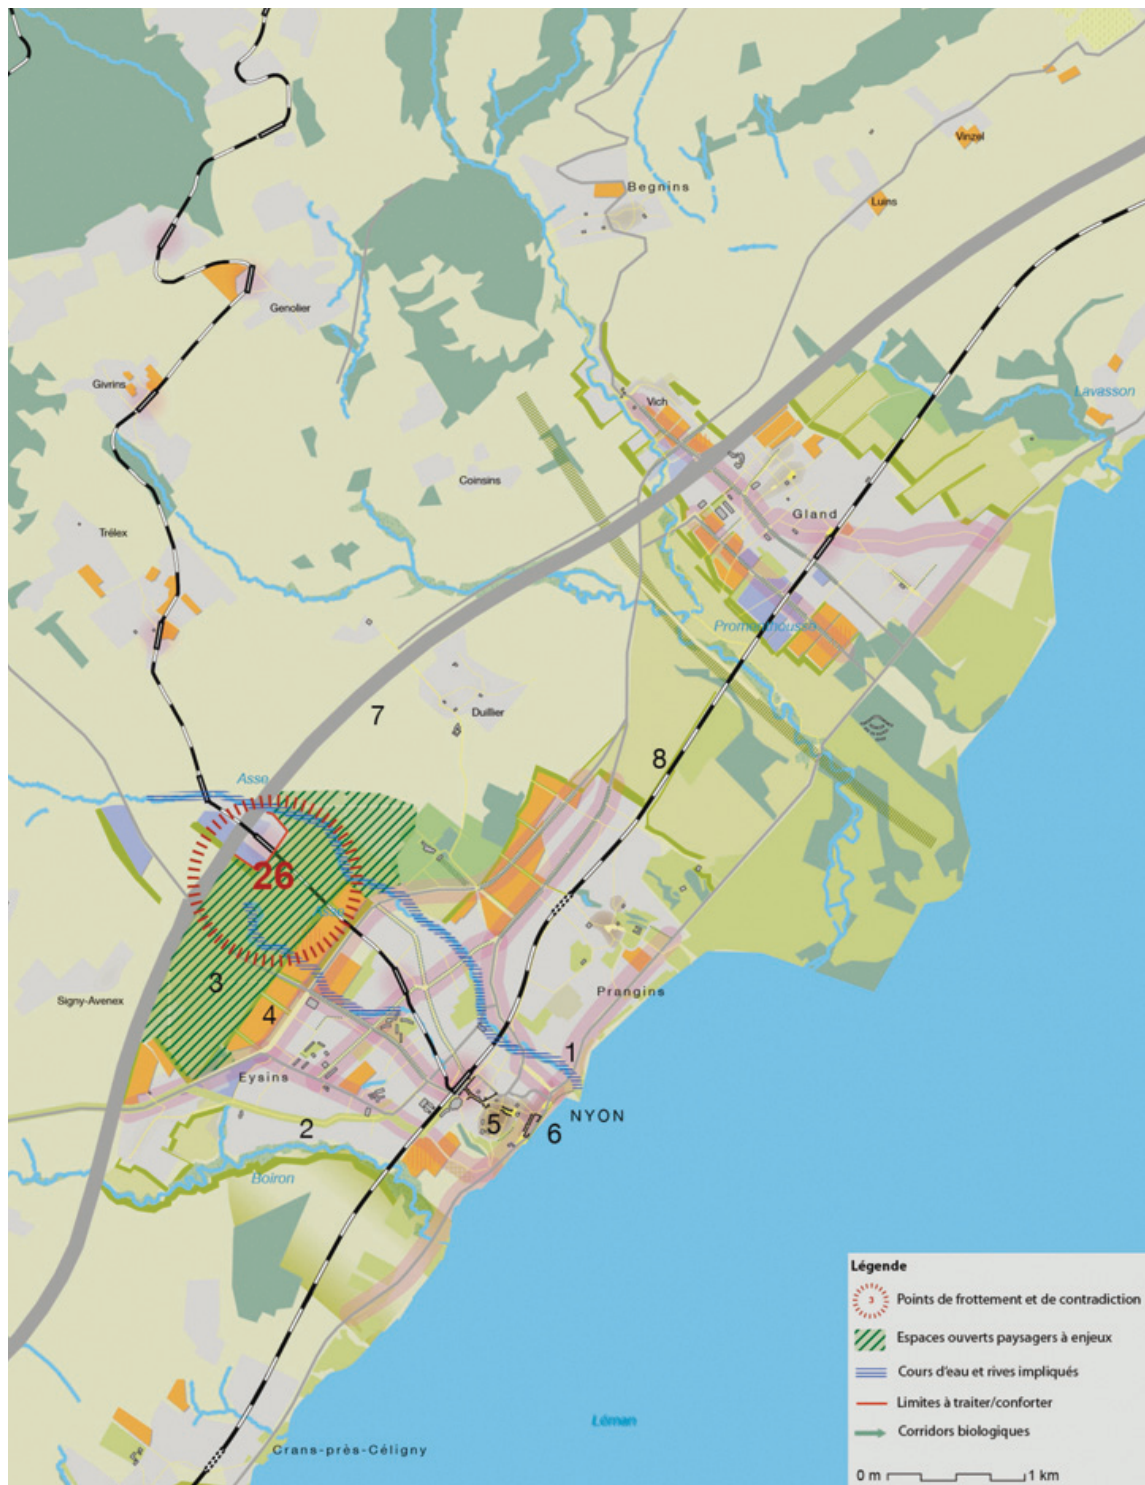 Vinzel
Begnins
Luins
Genolier
Givrins
Lavasson
Vich
Coinsins
Gland
Trélex
Promenthousse
Duillier
7
8
Asse
26
3
Signy-Avenex
Prangins
4
1
Eysins
NYON
2
5
6
Boiron
Légende
3
Points de frottement et de contradiction
Espaces ouverts paysagers à enjeux
Cours d'eau et rives impliqués
Limites à traiter/conforter
Corridors biologiques
0 m 1 km
Léman
Crans-près-Céligny